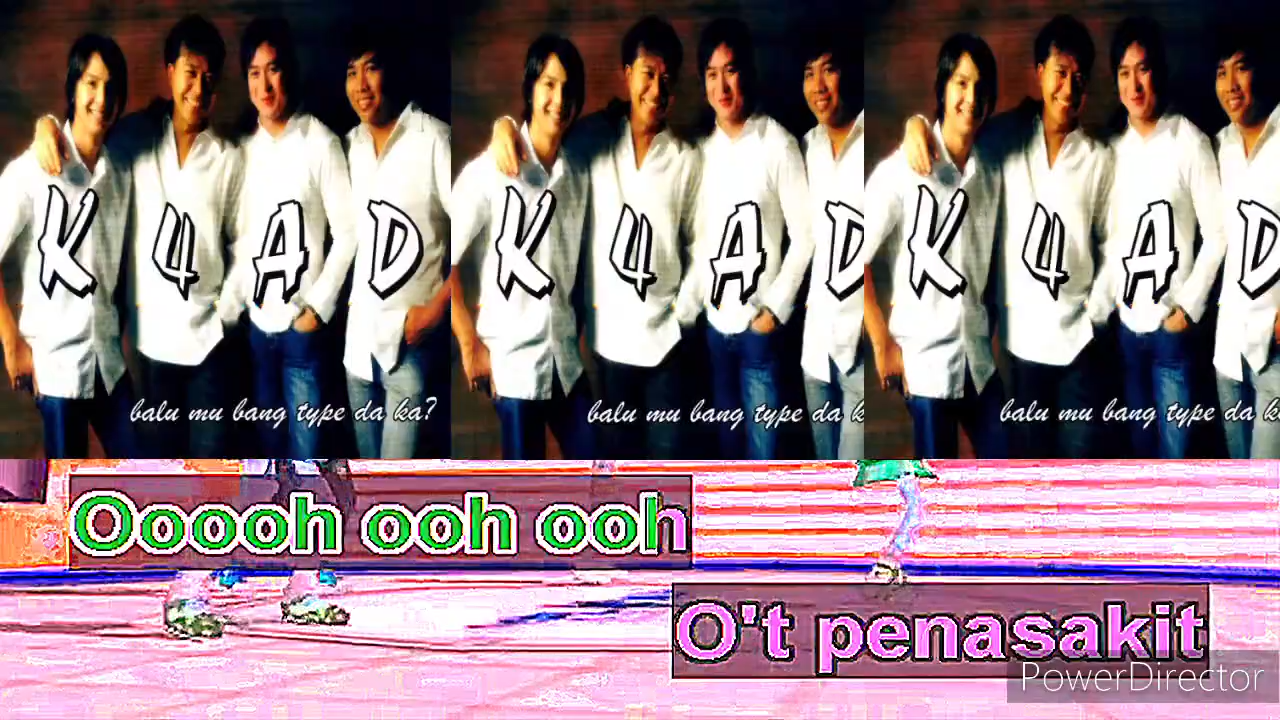 K 4 A D K 4 A D K 4 A D
balu mu bang type da ka? balu mu bang type da k balu mu bang type da k
Ooooh ooh ooh
O't penasakit
PowerDirector